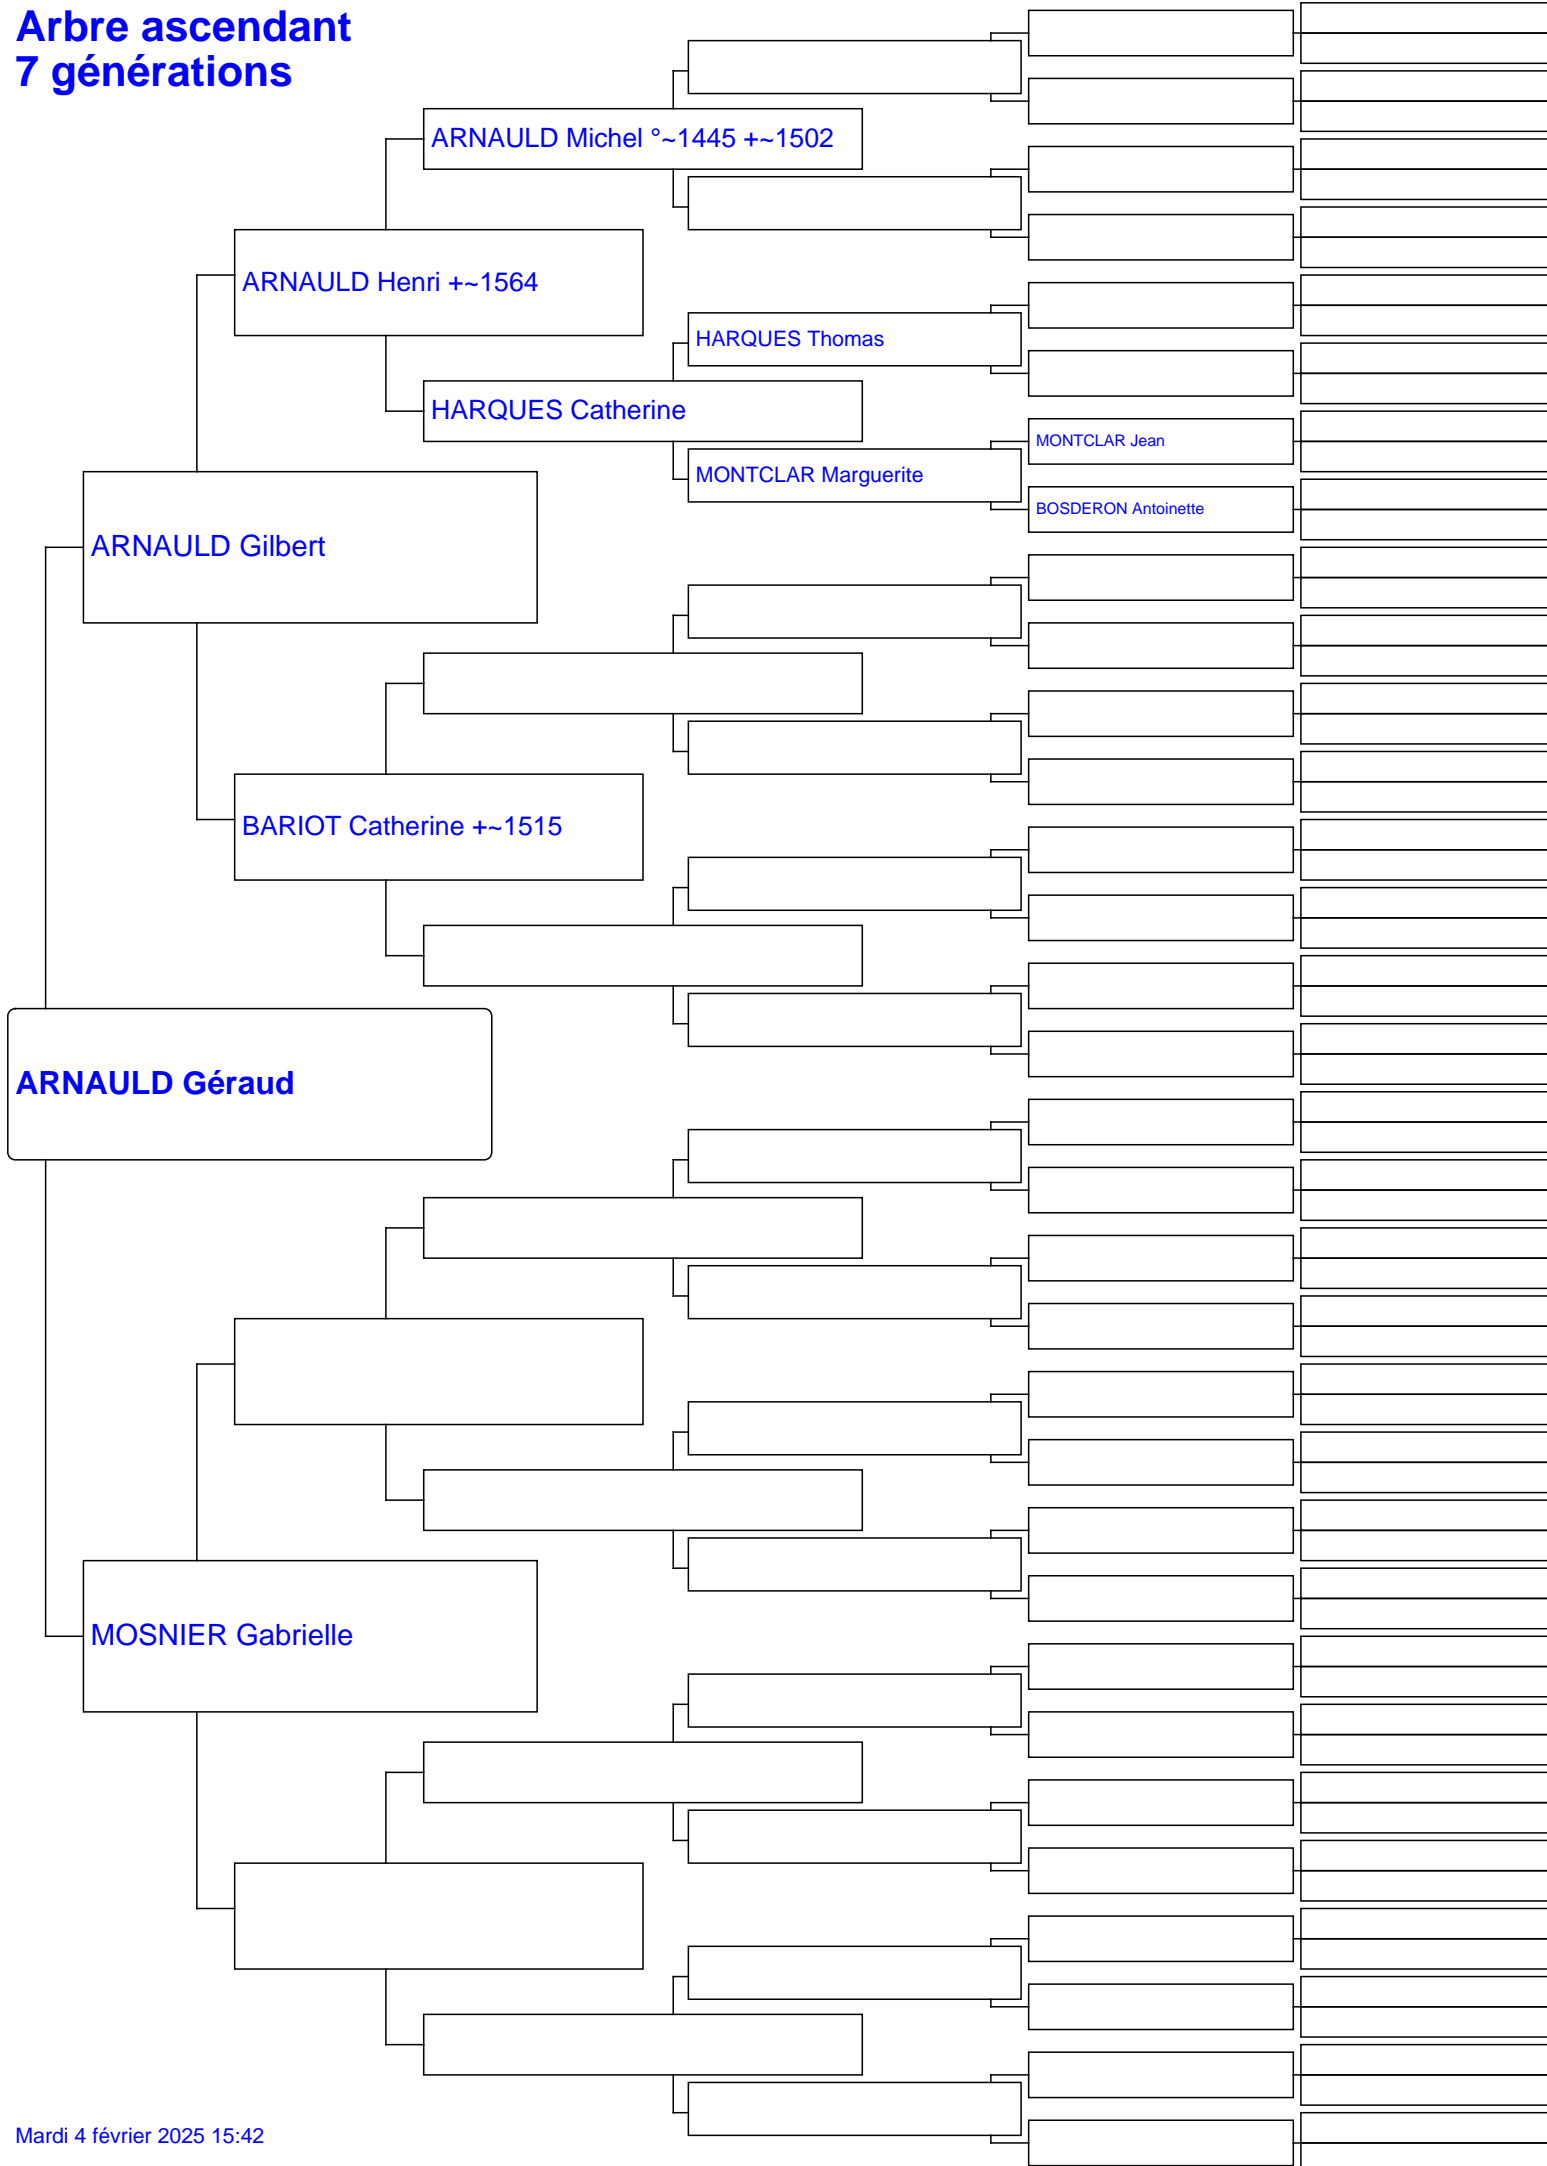 Arbre ascendant
7 générations
ARNAULD Michel °~1445 +~1502
ARNAULD Henri +~1564
HARQUES Thomas
HARQUES Catherine
MONTCLAR Jean
MONTCLAR Marguerite
BOSDERON Antoinette
ARNAULD Gilbert
BARIOT Catherine +~1515
ARNAULD Géraud
MOSNIER Gabrielle
Mardi 4 février 2025 15:42